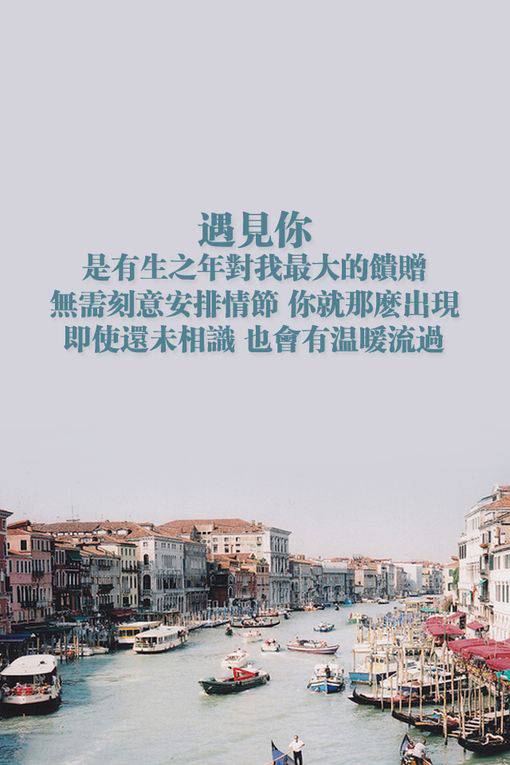 遇見你
是有生之年對我最大的饋贈
無需刻意安排情節 你就那麽出現
即使還未相識 也會有温暖流過